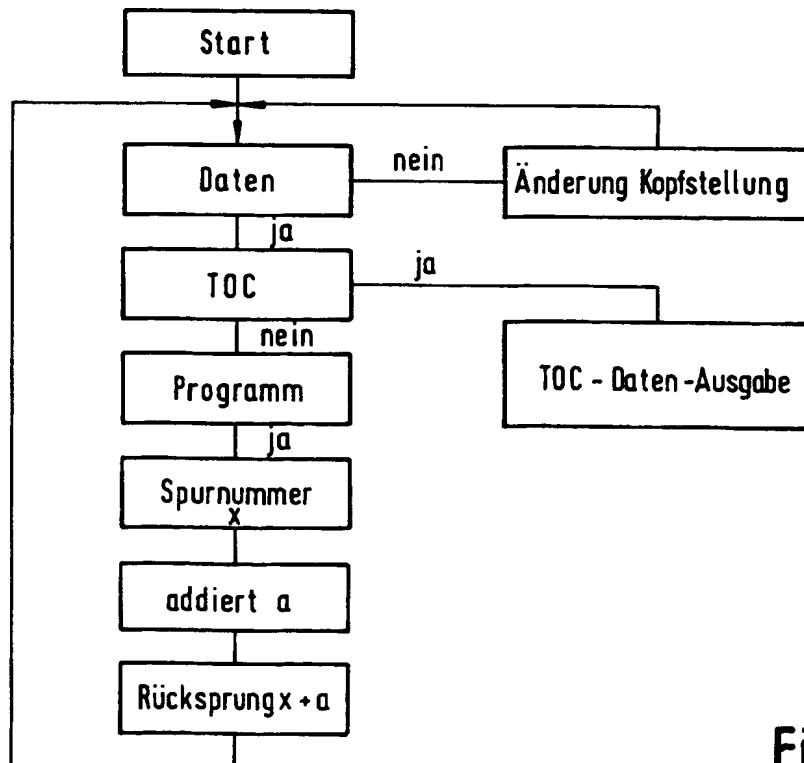 Start
Daten
nein
Änderung Kopfstellung
ja
TOC
ja
nein
TOC - Daten - Ausgabe
Programm
ja
Spurnummer
x
addiert a
Rücksprung x + a